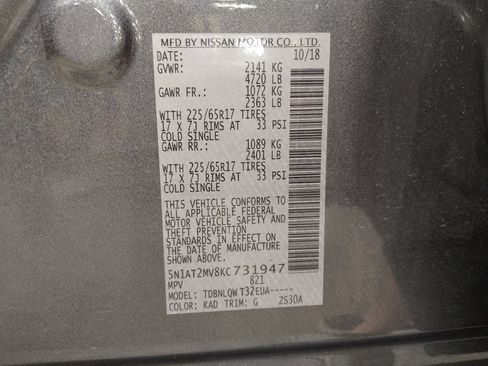 MFD BY NISSAN MOTOR CO., LTD.
DATE: 10/18
GVWR: 2141 KG
4720 LB
GAWR FR.: 1072 KG
2363 LB
WITH 225/65R17 TIRES
17 X 7J RIMS AT 33 PSI
COLD SINGLE
GAWR RR.: 1089 KG
2401 LB
WITH 225/65R17 TIRES
17 X 7J RIMS AT 33 PSI
COLD SINGLE
THIS VEHICLE CONFORMS TO
ALL APPLICABLE FEDERAL
MOTOR VEHICLE SAFETY AND
THEFT PREVENTION
STANDARDS IN EFFECT ON
THE DATE OF MANUFACTURE
SHOWN ABOVE.
5N1AT2MV8KC731947
MPV 821
MODEL: TDBNLQWT32EUA-----
COLOR: KAD TRIM: G 2S30A